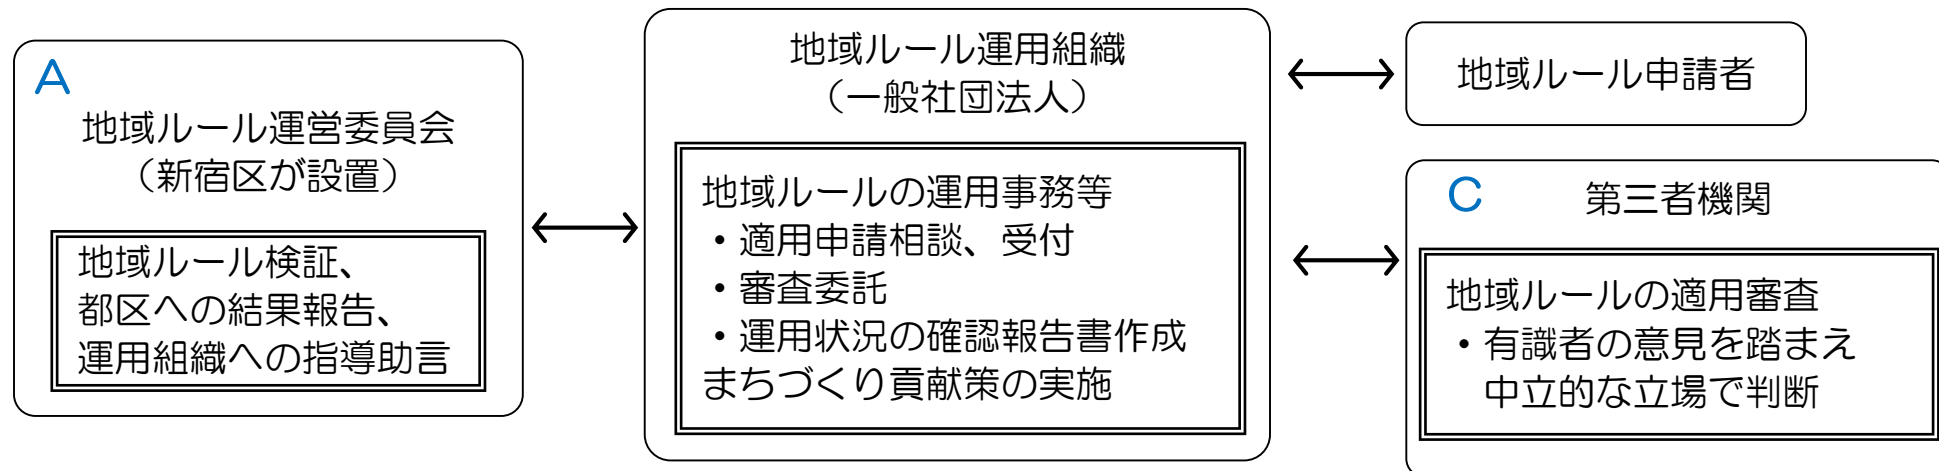 A
地域ルール運営委員会
（新宿区が設置）
地域ルール検証、
都区への結果報告、
運用組織への指導助言
地域ルール運用組織
（一般社団法人）
地域ルールの運用事務等
・適用申請相談、受付
・審査委託
・運用状況の確認報告書作成
まちづくり貢献策の実施
地域ルール申請者
C
第三者機関
地域ルールの適用審査
・有識者の意見を踏まえ
中立的な立場で判断